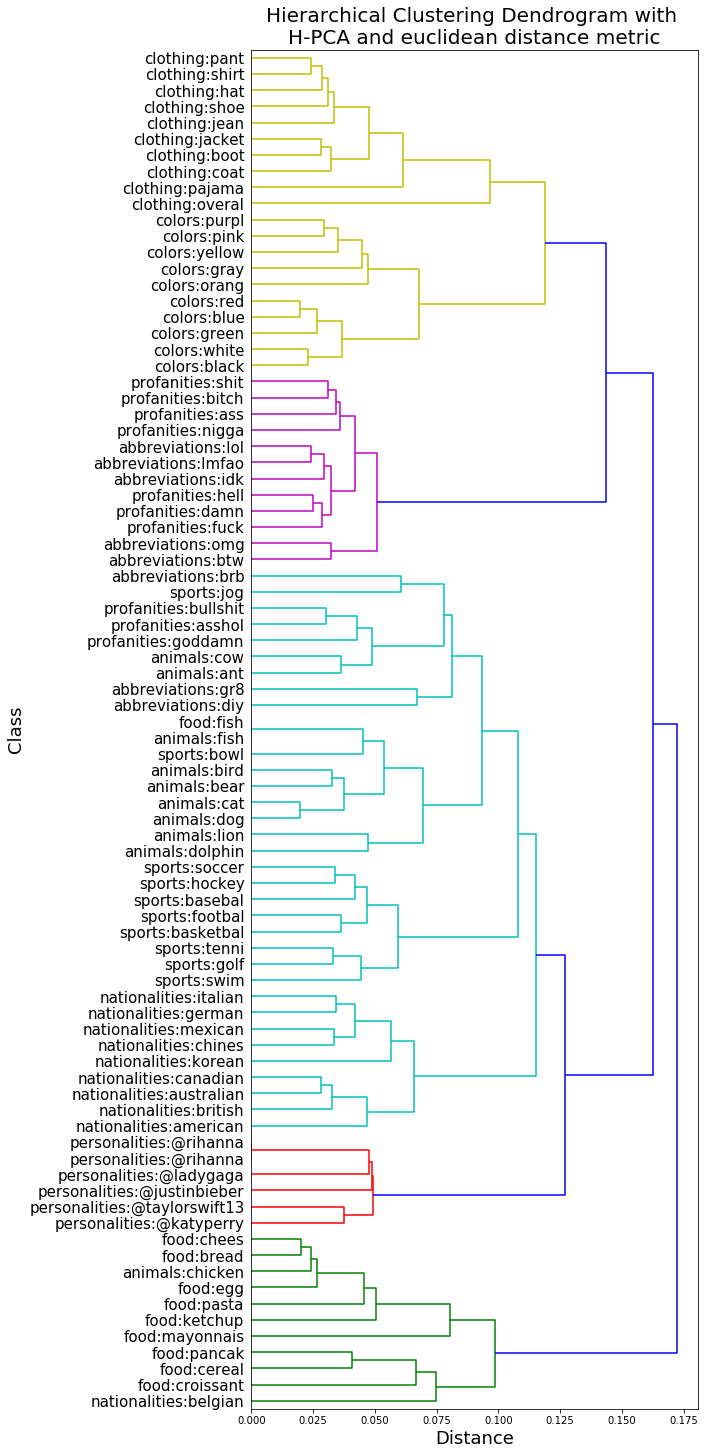 Hierarchical Clustering Dendrogram with
H-PCA and euclidean distance metric
clothing:pant
clothing:shirt
clothing:hat
clothing:shoe
clothing:jean
clothing:jacket
clothing:boot
clothing:coat
clothing:pajama
clothing:overal
colors:purpl
colors:pink
colors:yellow
colors:gray
colors:orang
colors:red
colors:blue
colors:green
colors:white
colors:black
profanities:shit
profanities:bitch
profanities:ass
profanities:nigga
abbreviations:lol
abbreviations:lmfao
abbreviations:idk
profanities:hell
profanities:damn
profanities:fuck
abbreviations:omg
abbreviations:btw
abbreviations:brb
sports:jog
profanities:bullshit
profanities:asshol
profanities:goddamn
animals:cow
animals:ant
abbreviations:gr8
abbreviations:diy
food:fish
animals:fish
sports:bowl
animals:bird
animals:bear
animals:cat
animals:dog
animals:lion
animals:dolphin
sports:soccer
sports:hockey
sports:basebal
sports:footbal
sports:basketbal
sports:tenni
sports:golf
sports:swim
nationalities:italian
nationalities:german
nationalities:mexican
nationalities:chines
nationalities:korean
nationalities:canadian
nationalities:australian
nationalities:british
nationalities:american
personalities:@rihanna
personalities:@rihanna
personalities:@ladygaga
personalities:@justinbieber
personalities:@taylorswift13
personalities:@katyperry
food:chees
food:bread
animals:chicken
food:egg
food:pasta
food:ketchup
food:mayonnais
food:pancak
food:cereal
food:croissant
nationalities:belgian
Class
0.000 0.025 0.050 0.075 0.100 0.125 0.150 0.175
Distance